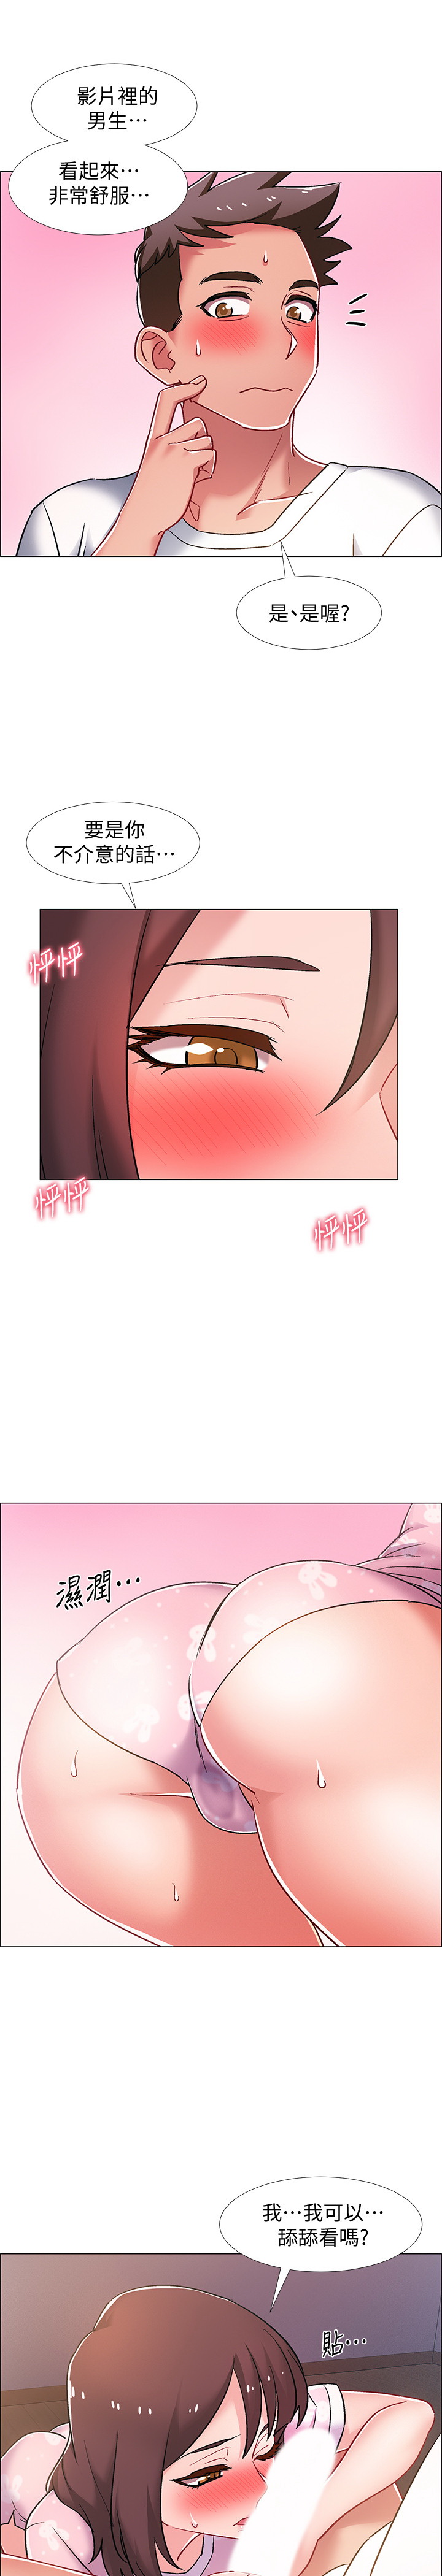 影片裡的
男生⋯
看起來⋯
非常舒服⋯
是、是喔?
要是你
不介意的話⋯
怦怦
怦怦
怦怦
濕潤⋯
我⋯我可以⋯
舔舔看嗎?
貼⋯